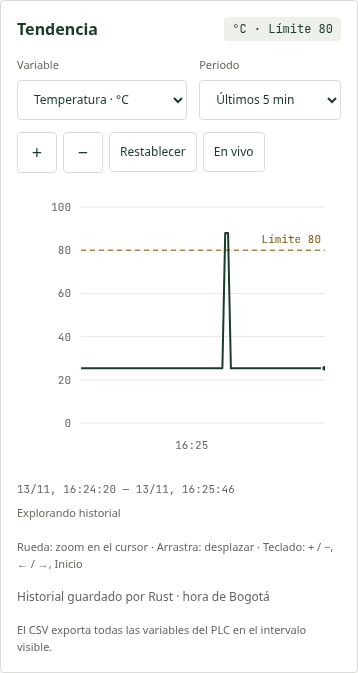 Tendencia
°C · Límite 80
Variable
Periodo
Temperatura · °C
Últimos 5 min
+
−
Restablecer
En vivo
100
Límite 80
80
60
40
20
0
16:25
13/11, 16:24:20 — 13/11, 16:25:46
Explorando historial
Rueda: zoom en el cursor · Arrastra: desplazar · Teclado: + / −,
← / →, Inicio
Historial guardado por Rust · hora de Bogotá
El CSV exporta todas las variables del PLC en el intervalo
visible.